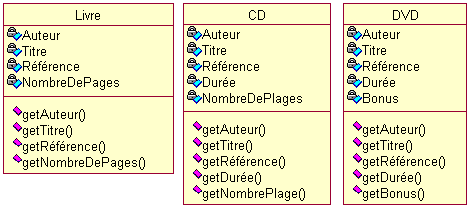 Livre
Auteur
Titre
Référence
NombreDePages
getAuteur()
getTitre()
getRéférence()
getNombreDePages()
CD
Auteur
Titre
Référence
Durée
NombreDePlages
getAuteur()
getTitre()
getRéférence()
getDurée()
getNombrePlage()
DVD
Auteur
Titre
Référence
Durée
Bonus
getAuteur()
getTitre()
getRéférence()
getDurée()
getBonus()